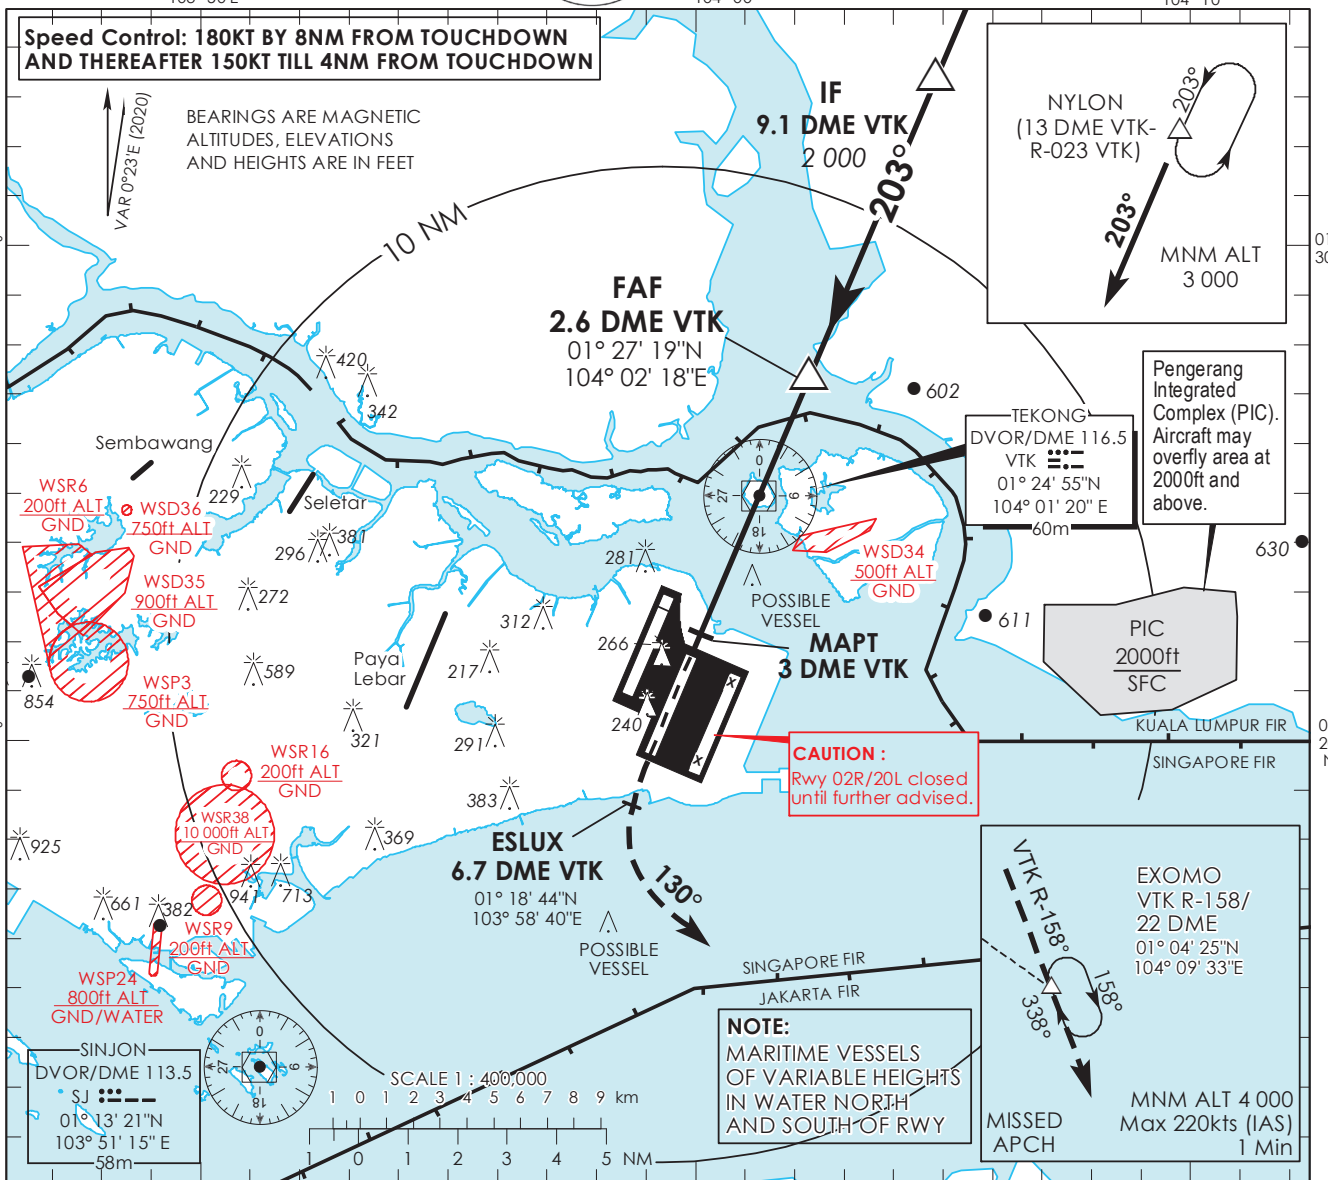 Speed Control: 180KT BY 8NM FROM TOUCHDOWN
AND THEREAFTER 150KT TILL 4NM FROM TOUCHDOWN
VAR 0°23'E (2020)
BEARINGS ARE MAGNETIC
ALTITUDES, ELEVATIONS
AND HEIGHTS ARE IN FEET
IF
9.1 DME VTK
2 000
203°
NYLON
(13 DME VTK-
R-023 VTK)
203°
203°
MNM ALT
3 000
10 NM
FAF
2.6 DME VTK
01° 27' 19"N
104° 02' 18"E
Pengerang
Integrated
Complex (PIC).
Aircraft may
overfly area at
2000ft and
above.
420
342
602
TEKONG
DVOR/DME 116.5
VTK
01° 24' 55"N
104° 01' 20" E
60m
Sembawang
229
Seletar
296
381
WSR6
200ft ALT
GND
WSD36
750ft ALT
GND
WSD35
900ft ALT
GND
WSP3
750ft ALT
GND
854
272
589
321
Paya
Lebar
312
217
291
281
266
240
0
9
18
27
WSD34
500ft ALT
GND
POSSIBLE
VESSEL
MAPT
3 DME VTK
611
630
PIC
2000ft
SFC
KUALA LUMPUR FIR
SINGAPORE FIR
x
x
CAUTION :
Rwy 02R/20L closed
until further advised.
WSR16
200ft ALT
GND
WSR38
10 000ft ALT
GND
383
369
925
941
713
661
382
WSR9
200ft ALT
GND
WSP24
800ft ALT
GND/WATER
ESLUX
6.7 DME VTK
01° 18' 44"N
103° 58' 40"E
130°
POSSIBLE
VESSEL
SINGAPORE FIR
JAKARTA FIR
VTK R-158°
EXOMO
VTK R-158/
22 DME
01° 04' 25"N
104° 09' 33"E
158°
338°
MNM ALT 4 000
Max 220kts (IAS)
1 Min
MISSED
APCH
NOTE:
MARITIME VESSELS
OF VARIABLE HEIGHTS
IN WATER NORTH
AND SOUTH OF RWY
SINJON
DVOR/DME 113.5
SJ
01° 13' 21"N
103° 51' 15" E
58m
0
9
18
27
SCALE 1 : 400,000
1 0 1 2 3 4 5 6 7 8 9 km
1 0 1 2 3 4 5 NM